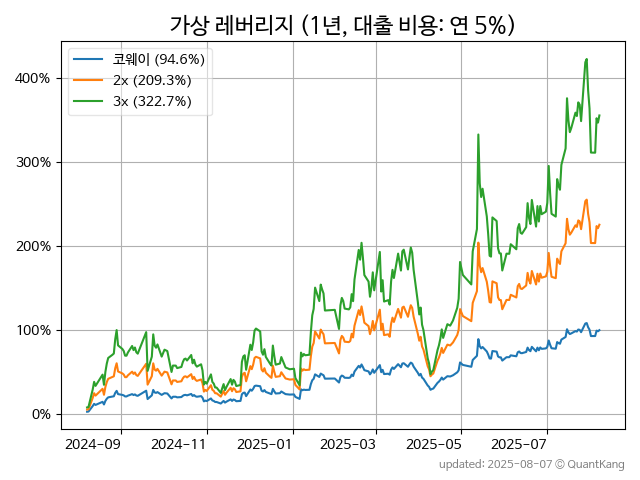 가상 레버리지 (1년, 대출 비용: 연 5%)
코웨이 (94.6%)
2x (209.3%)
3x (322.7%)
400%
300%
200%
100%
0%
2024-09 2024-11 2025-01 2025-03 2025-05 2025-07
updated: 2025-08-07 © QuantKang